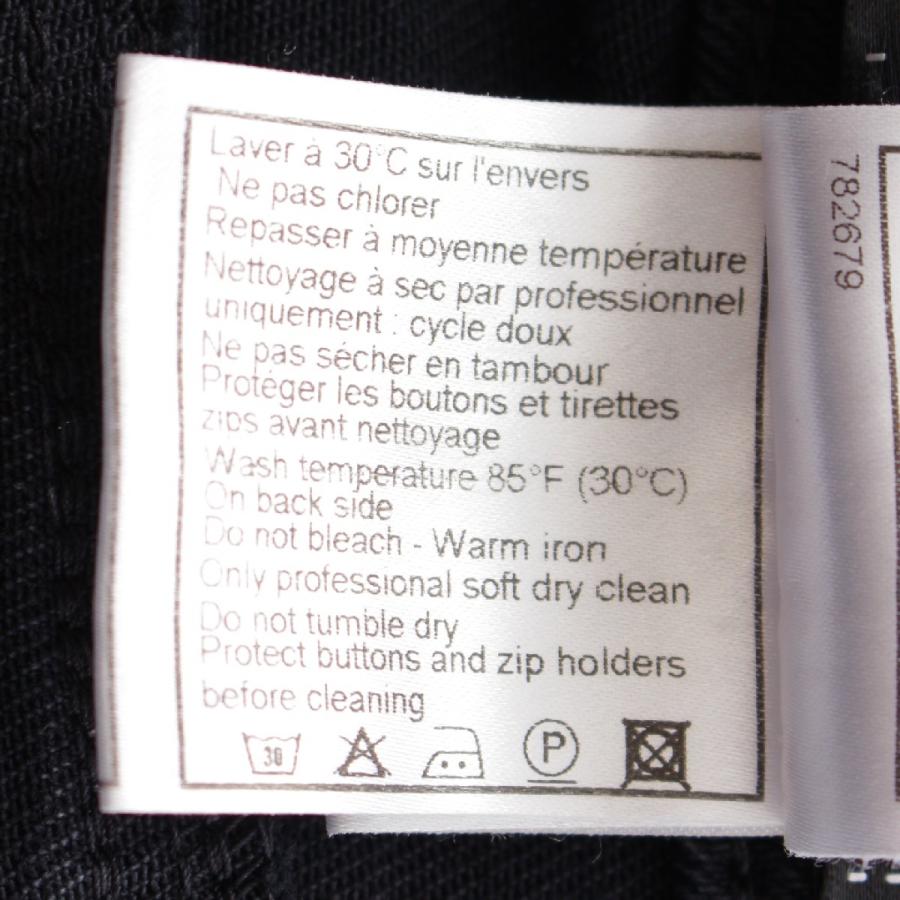 Laver à 30°C sur l'envers
Ne pas chlorer
Repasser à moyenne température
Nettoyage à sec par professionnel
uniquement : cycle doux
Ne pas sécher en tambour
Protéger les boutons et tirettes
zips avant nettoyage
Wash temperature 85°F (30°C)
On back side
Do not bleach - Warm iron
Only professional soft dry clean
Do not tumble dry
Protect buttons and zip holders
before cleaning
30 P
782679